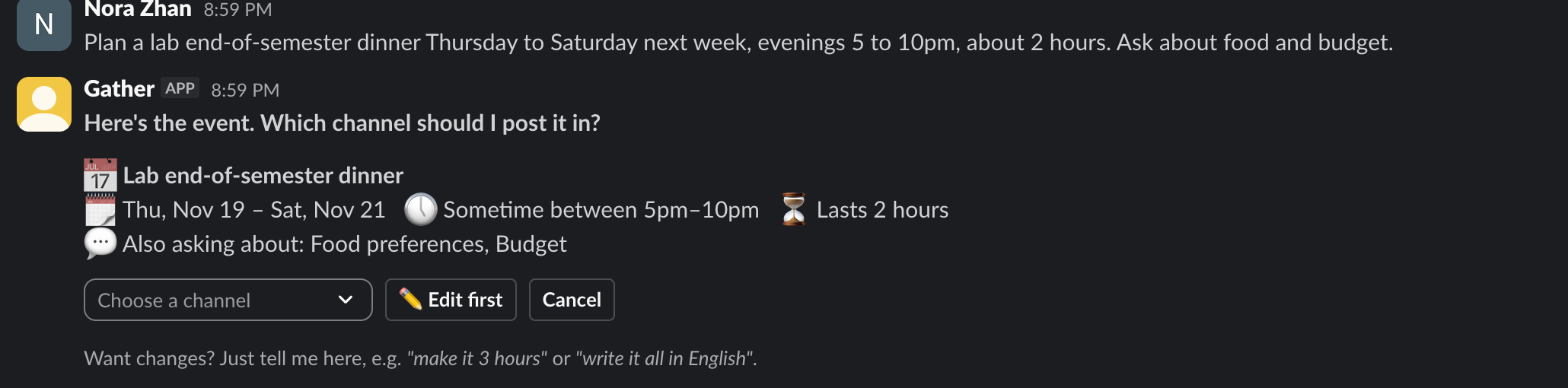 N
Nora Zhan 8:59 PM
Plan a lab end-of-semester dinner Thursday to Saturday next week, evenings 5 to 10pm, about 2 hours. Ask about food and budget.
Gather APP 8:59 PM
Here's the event. Which channel should I post it in?
JUL 17 Lab end-of-semester dinner
Thu, Nov 19 – Sat, Nov 21 Sometime between 5pm–10pm Lasts 2 hours
Also asking about: Food preferences, Budget
Choose a channel Edit first Cancel
Want changes? Just tell me here, e.g. "make it 3 hours" or "write it all in English".